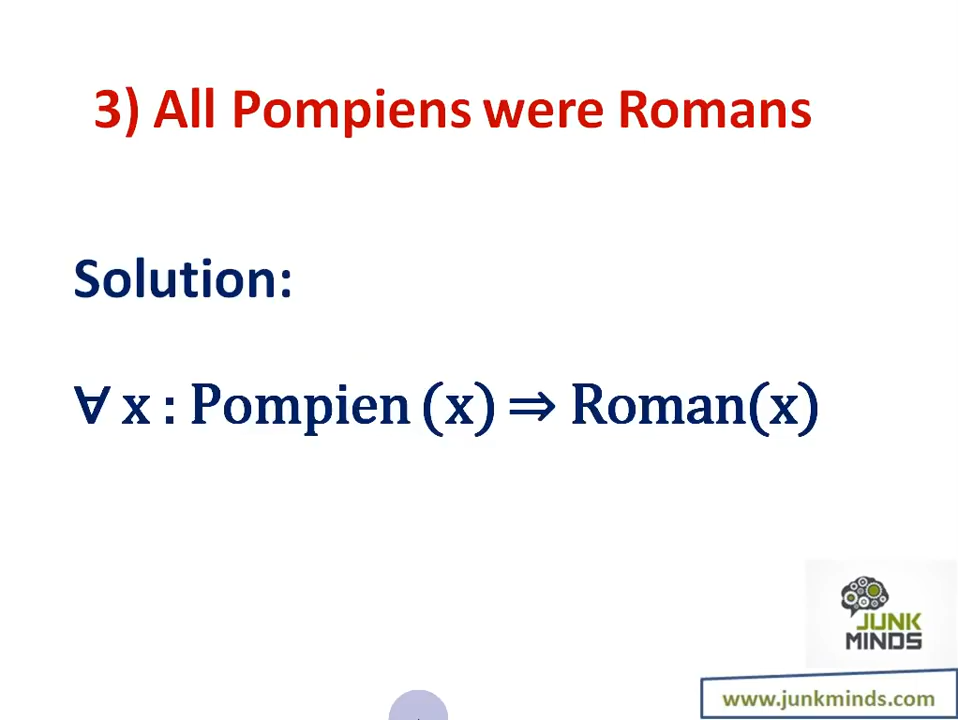 3) All Pompiens were Romans
Solution:
∀ x : Pompien (x) ⇒ Roman(x)
JUNK
MINDS
www.junkminds.com